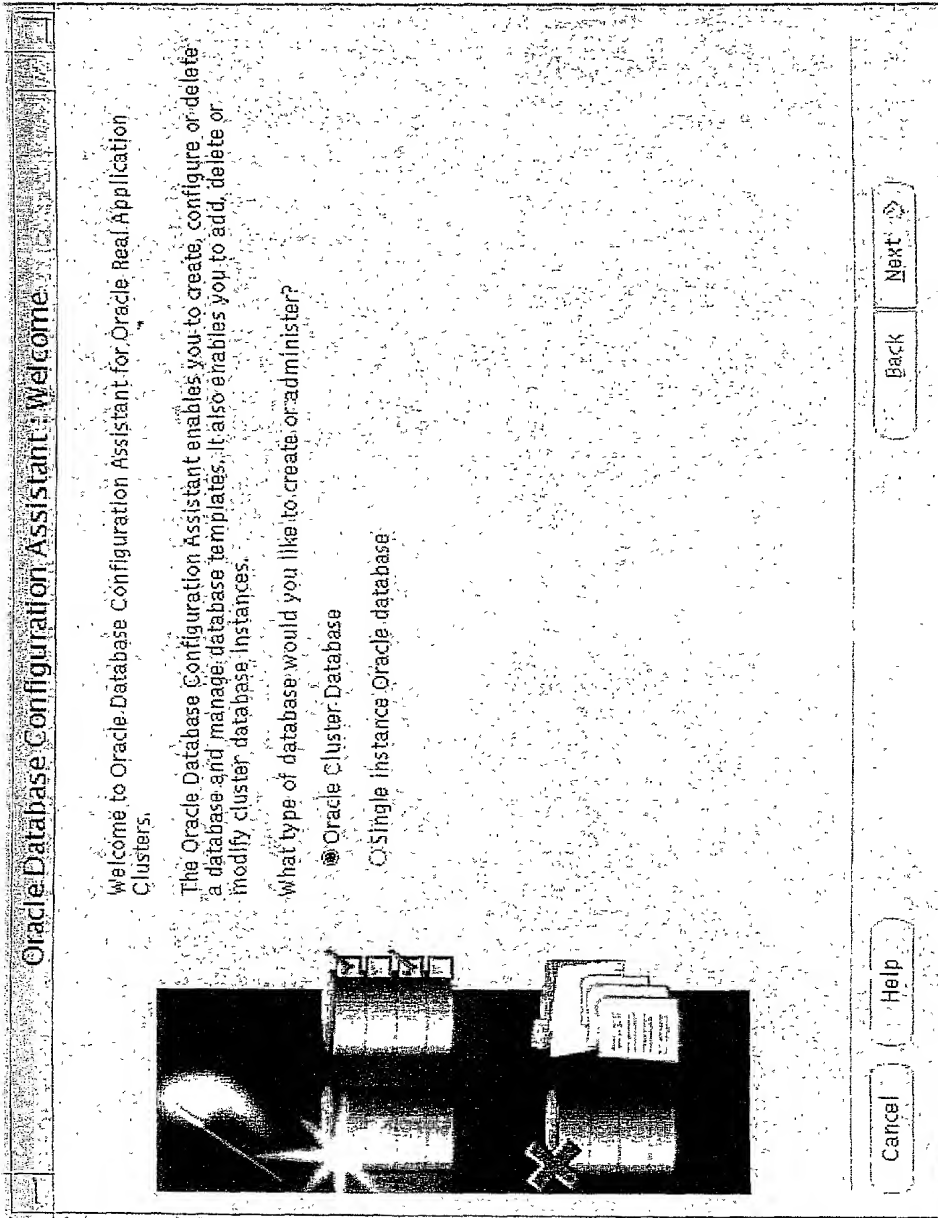 Oracle Database Configuration Assistant : Welcome
Welcome to Oracle Database Configuration Assistant for Oracle Real Application
Clusters.
The Oracle Database Configuration Assistant enables you to create, configure or delete
a database and manage database templates. It also enables you to add, delete or
modify cluster database instances.
What type of database would you like to create or administer?
Oracle Cluster Database
Single Instance Oracle database
Cancel
Help
Back
Next